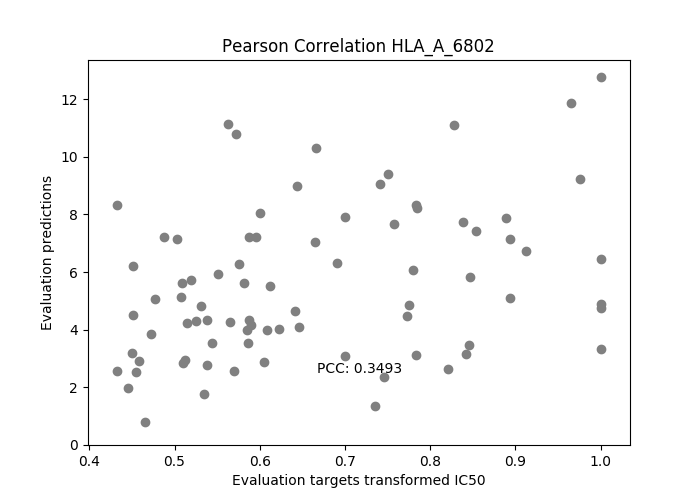 Pearson Correlation HLA_A_6802
12
10
8
6
4
2
0
Evaluation predictions
PCC: 0.3493
0.4 0.5 0.6 0.7 0.8 0.9 1.0
Evaluation targets transformed IC50